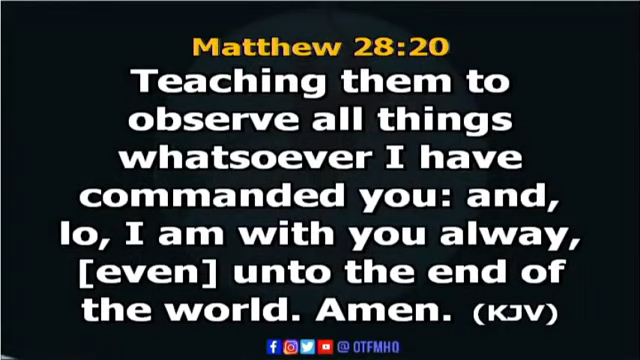 Matthew 28:20
Teaching them to
observe all things
whatsoever I have
commanded you: and,
lo, I am with you alway,
[even] unto the end of
the world. Amen. (KJV)
@ OTFMHQ